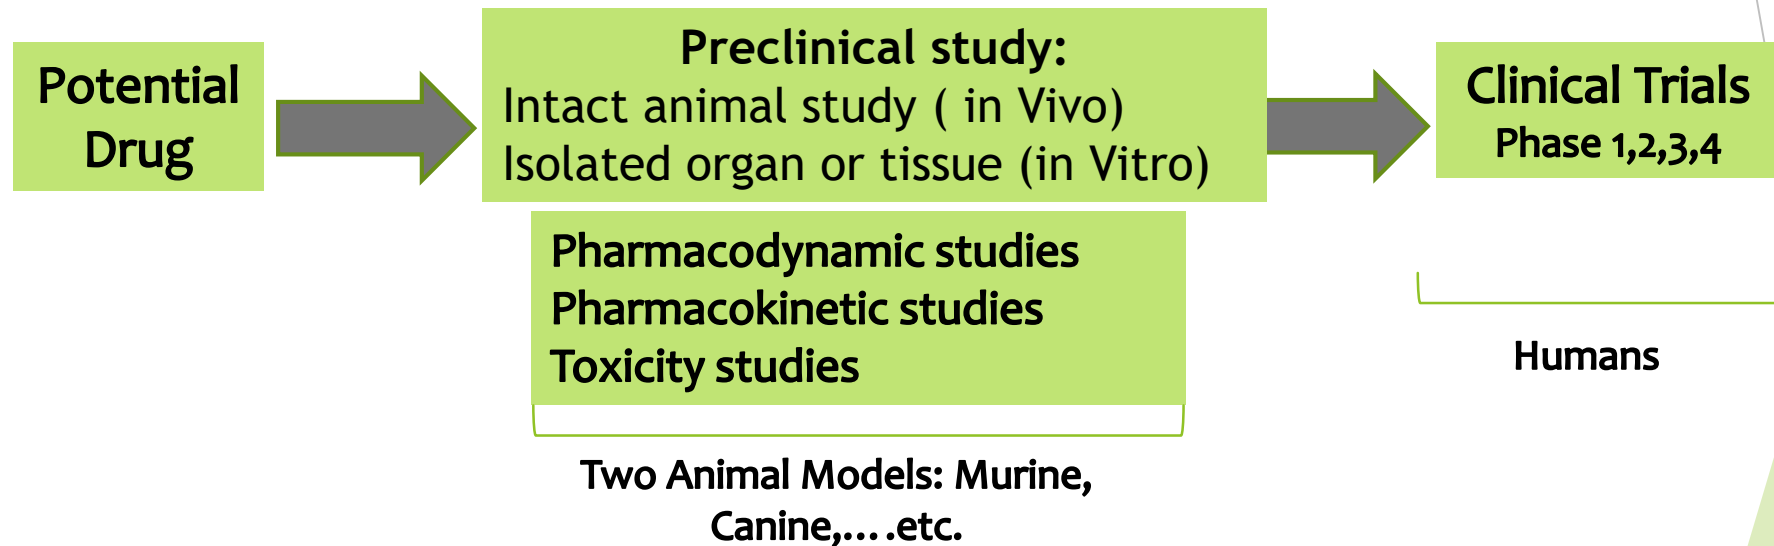 Potential
Drug
Preclinical study:
Intact animal study ( in Vivo)
Isolated organ or tissue (in Vitro)
Clinical Trials
Phase 1,2,3,4
Pharmacodynamic studies
Pharmacokinetic studies
Toxicity studies
Humans
Two Animal Models: Murine,
Canine,....etc.